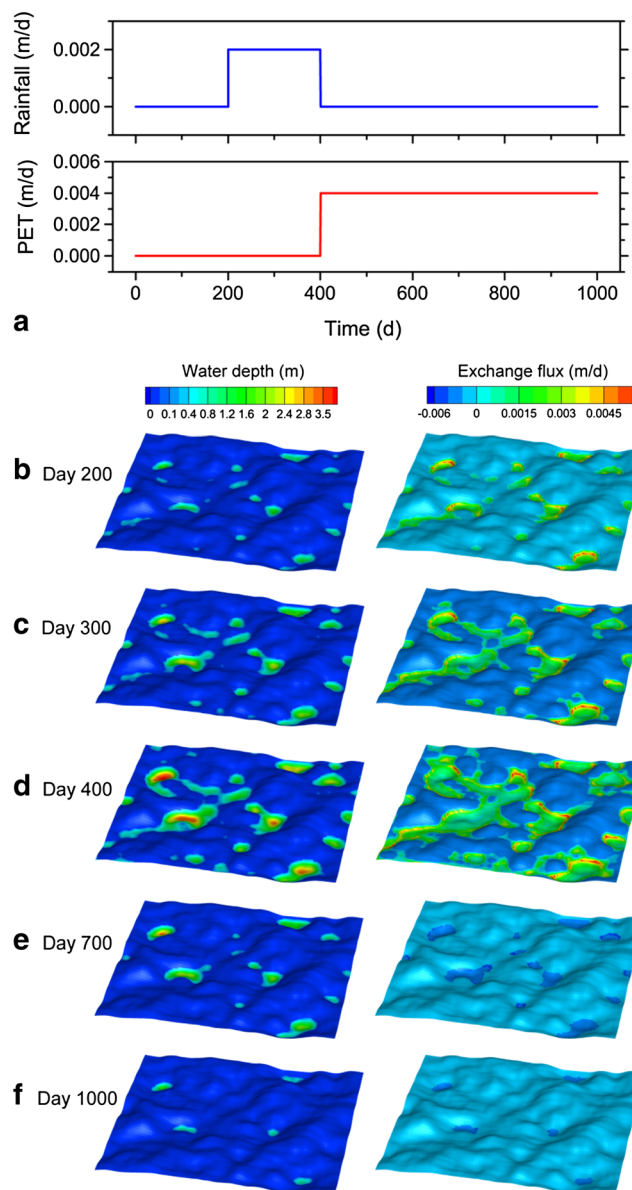 Rainfall (m/d)
0.002
0.000
PET (m/d)
0.006
0.004
0.002
0.000
0 200 400 600 800 1000
a
Time (d)
Water depth (m) Exchange flux (m/d)
0 0.1 0.4 0.8 1.2 1.6 2 2.4 2.8 3.5
-0.006 0 0.0015 0.003 0.0045
b Day 200
c Day 300
d Day 400
e Day 700
f Day 1000